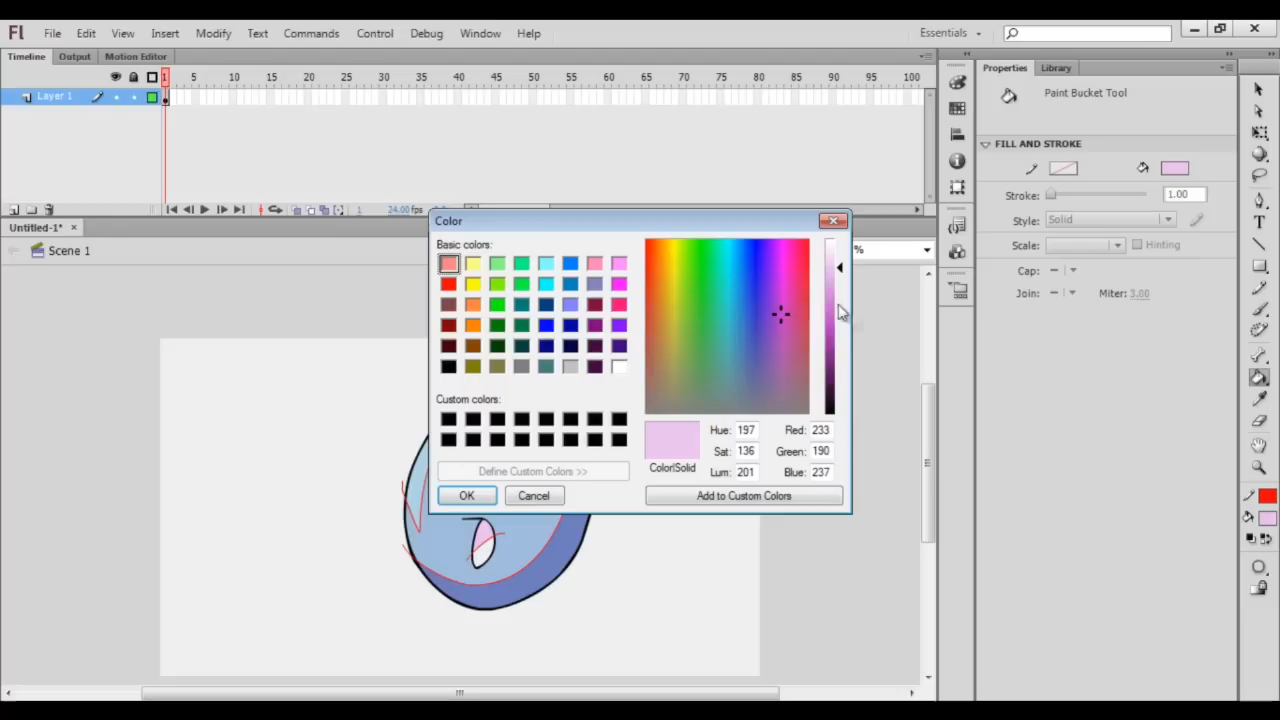 Fl File Edit View Insert Modify Text Commands Control Debug Window Help Essentials
Timeline Output Motion Editor
1 5 10 15 20 25 30 35 40 45 50 55 60 65 70 75 80 85 90 95 100
Layer 1
24.00 fps
Untitled-1*
Scene 1
%
Color
Basic colors:
Custom colors:
Define Custom Colors >>
OK Cancel
Hue: 197 Red: 233
Sat: 136 Green: 190
Color|Solid Lum: 201 Blue: 237
Add to Custom Colors
Properties Library
Paint Bucket Tool
FILL AND STROKE
Stroke: 1.00
Style: Solid
Scale: Hinting
Cap:
Join: Miter: 3.00
T